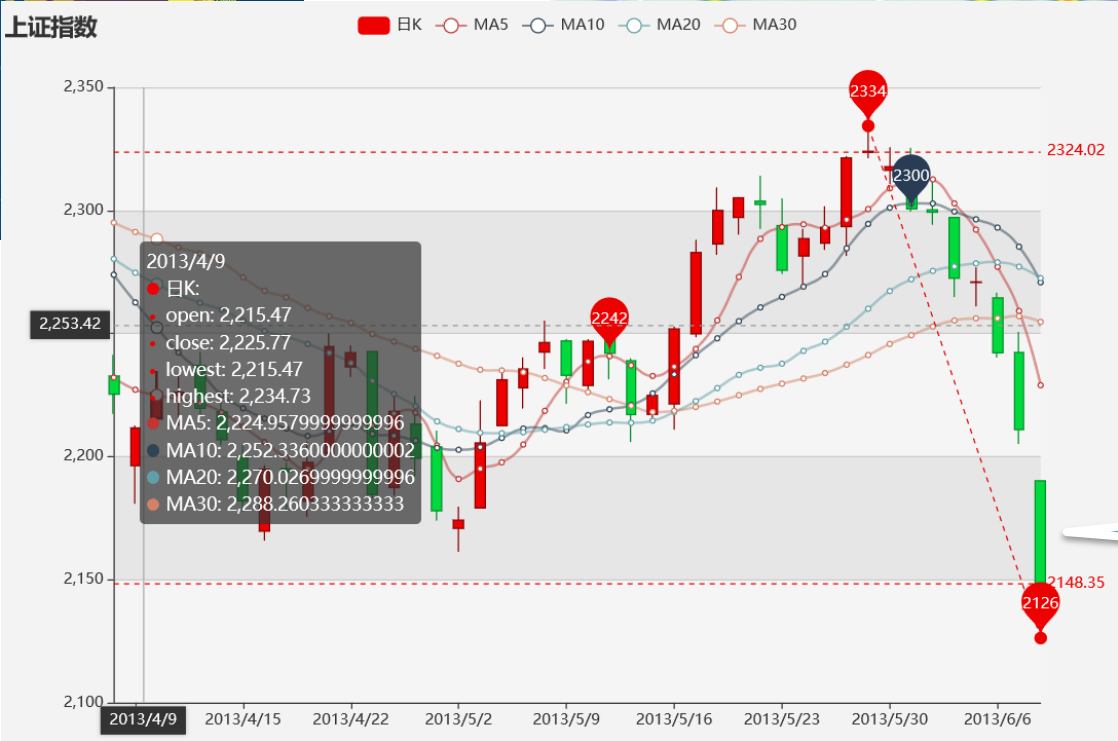 上证指数
日K MA5 MA10 MA20 MA30
2,350
2334
2324.02
2300
2,300
2013/4/9
日K:
open: 2,215.47
close: 2,225.77
lowest: 2,215.47
highest: 2,234.73
MA5: 2,224.9579999999996
MA10: 2,252.3360000000002
MA20: 2,270.0269999999996
MA30: 2,288.260333333333
2,253.42
2242
2,200
2,150
2148.35
2126
2,100
2013/4/9 2013/4/15 2013/4/22 2013/5/2 2013/5/9 2013/5/16 2013/5/23 2013/5/30 2013/6/6